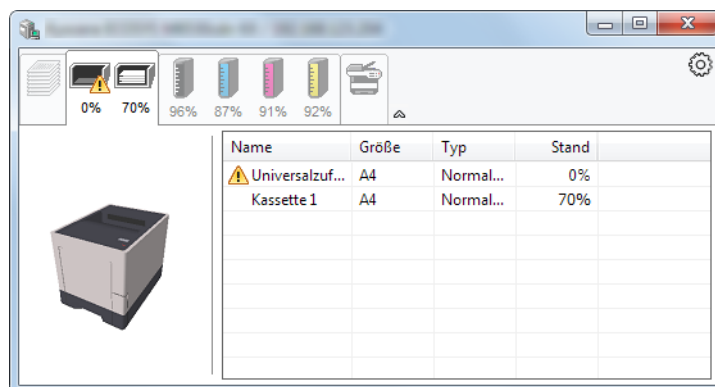 0% 70% 96% 87% 91% 92%
Name Größe Typ Stand
Universalzuf... A4 Normal... 0%
Kassette 1 A4 Normal... 70%